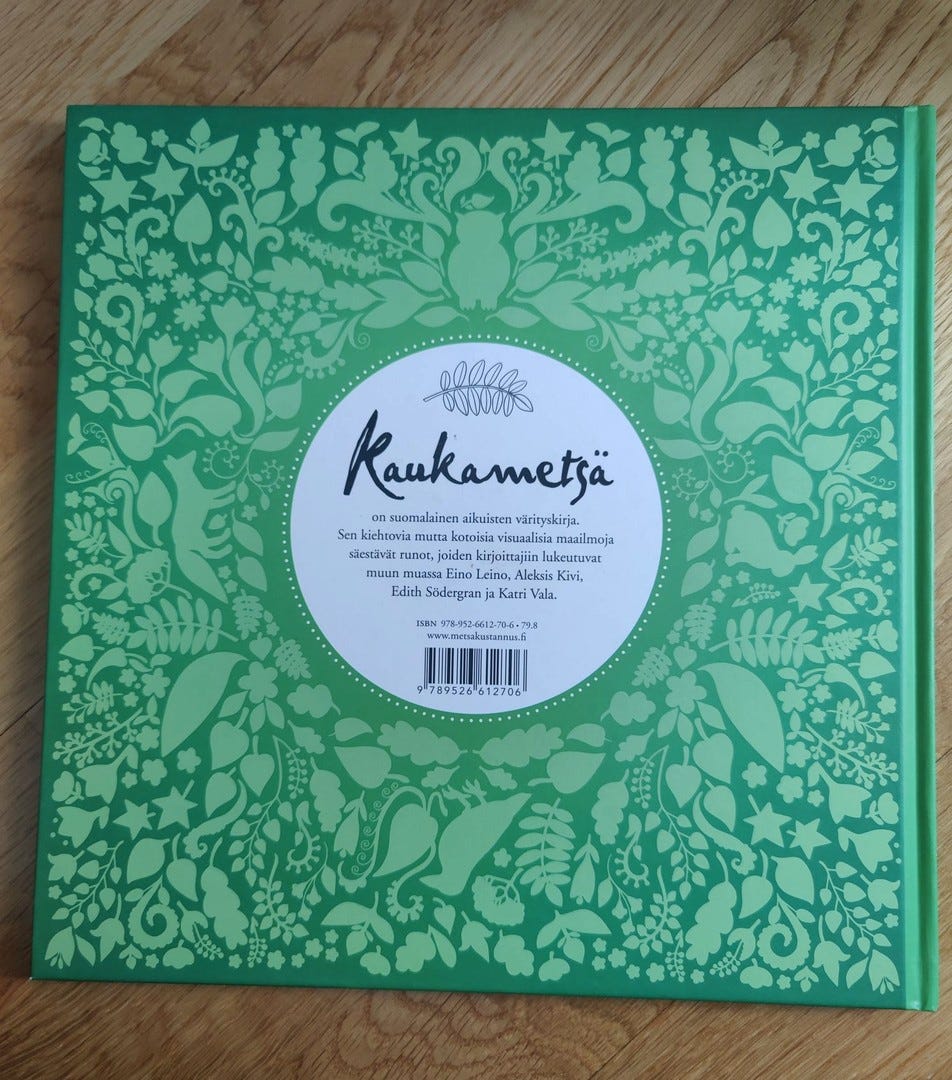 Kaukametsä
on suomalainen aikuisten värityskirja.
Sen kiehtovia mutta kotoisia visuaalisia maailmoja
säestävät runot, joiden kirjoittajiin lukeutuvat
muun muassa Eino Leino, Aleksis Kivi,
Edith Södergran ja Katri Vala.
ISBN 978-952-6612-70-6 • 79.8
www.metsakustannus.fi
9 789526 612706